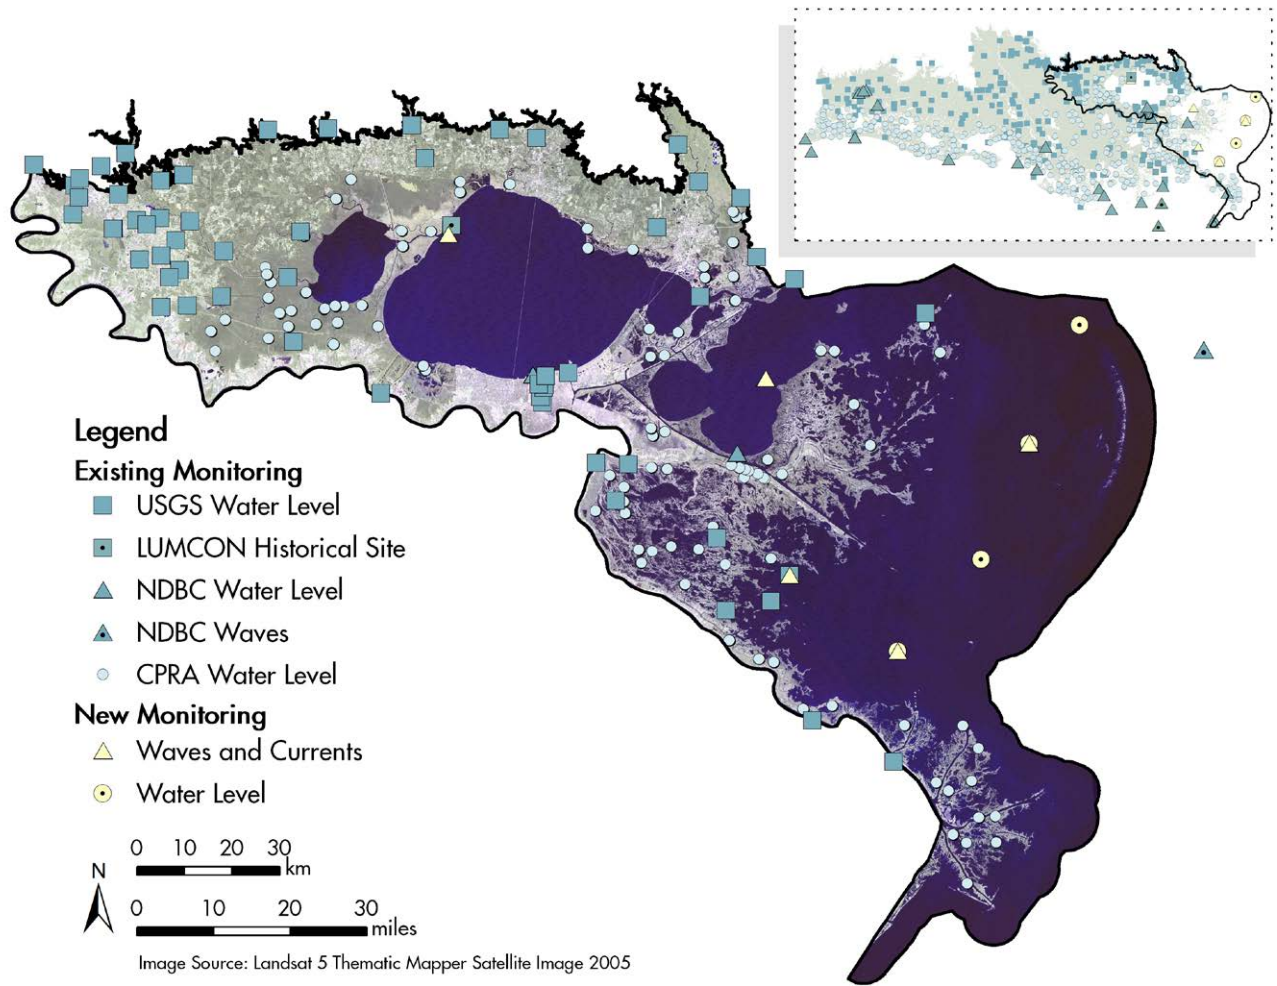 Legend
Existing Monitoring
USGS Water Level
LUMCON Historical Site
NDBC Water Level
NDBC Waves
CPRA Water Level
New Monitoring
Waves and Currents
Water Level
N
0 10 20 30
km
0 10 20 30
miles
Image Source: Landsat 5 Thematic Mapper Satellite Image 2005